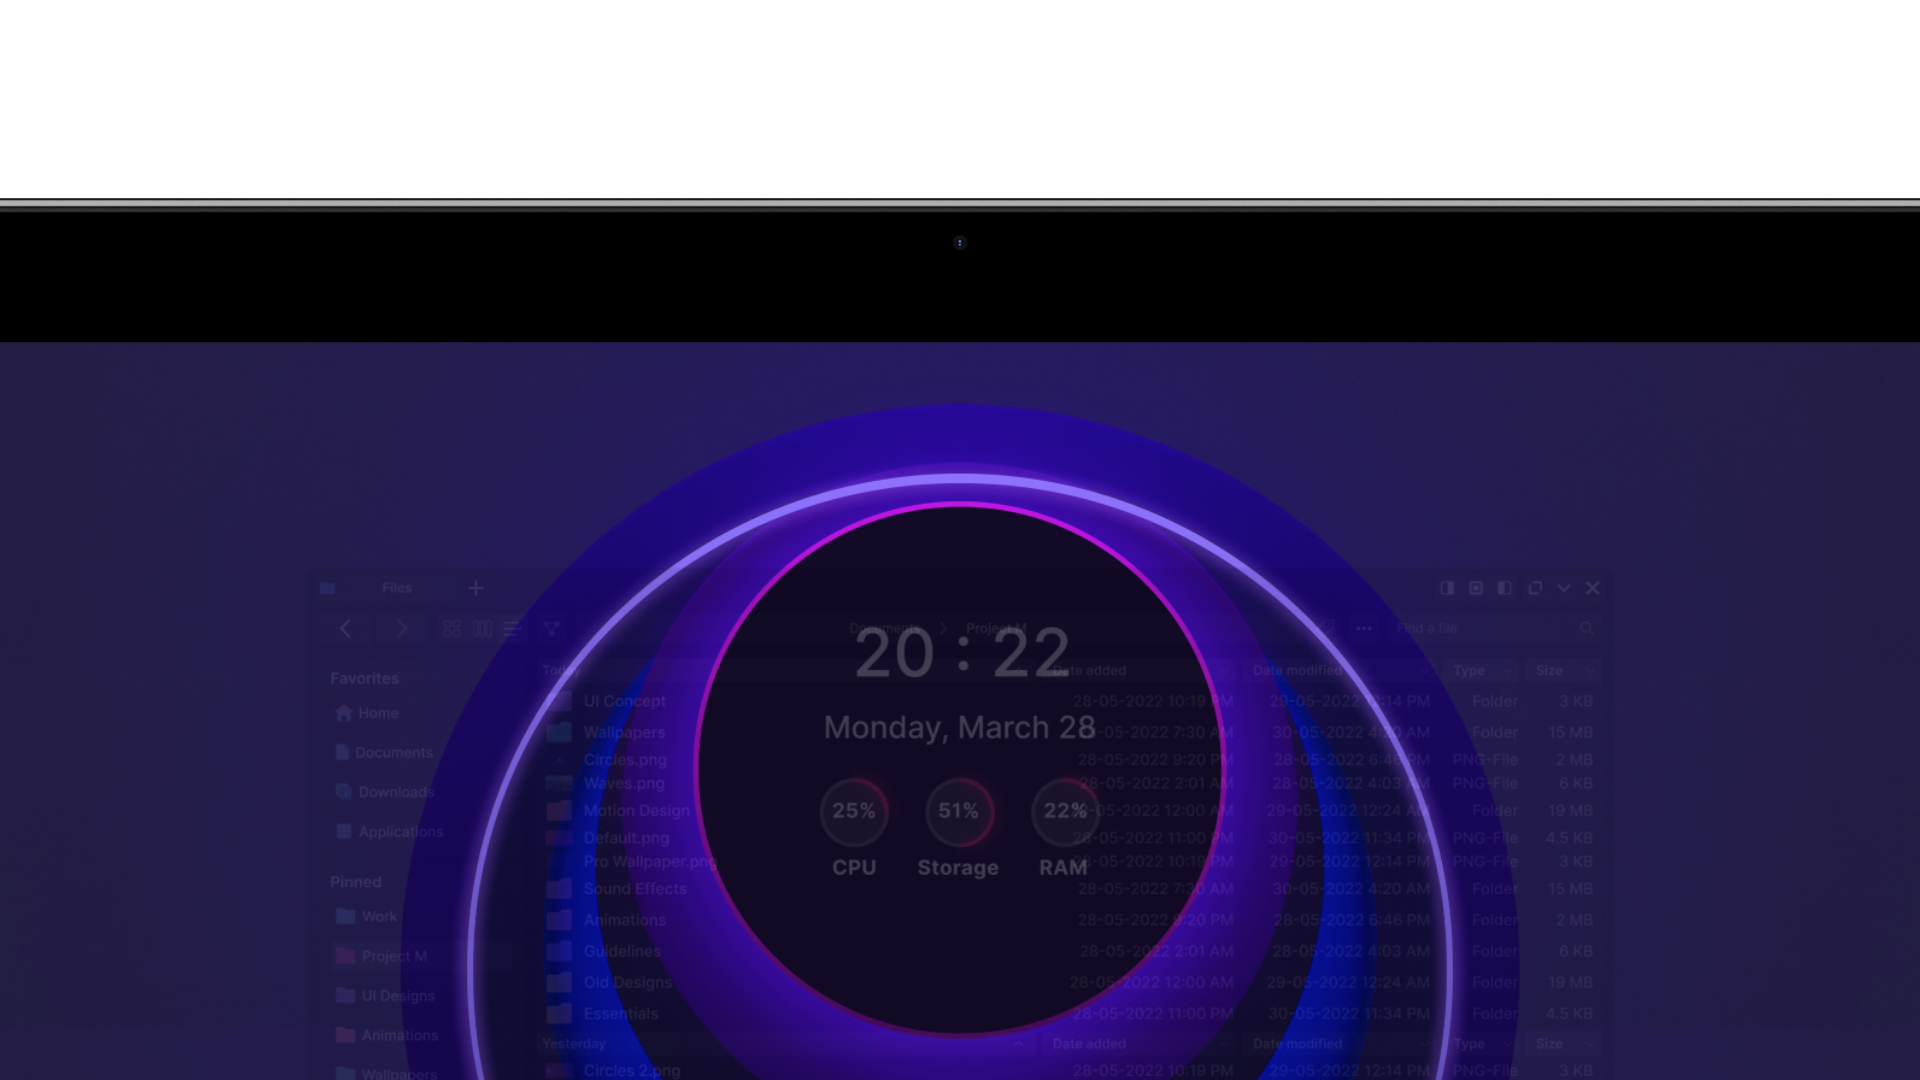 Files
Documents > Project M
Find a file
20 : 22
Monday, March 28
25% 51% 22%
CPU Storage RAM
Favorites
Home
Documents
Downloads
Applications
Pinned
Work
Project M
UI Designs
Animations
Wallpapers
Today Date added Date modified Type Size
UI Concept 28-05-2022 10:19 PM 29-05-2022 12:14 PM Folder 3 KB
Wallpapers 28-05-2022 7:30 AM 30-05-2022 4:20 AM Folder 15 MB
Circles.png 28-05-2022 9:20 PM 28-05-2022 6:46 PM PNG-File 2 MB
Waves.png 28-05-2022 2:01 AM 28-05-2022 4:03 AM PNG-File 6 KB
Motion Design 28-05-2022 12:00 AM 29-05-2022 12:24 AM Folder 19 MB
Default.png 28-05-2022 11:00 PM 30-05-2022 11:34 PM PNG-File 4.5 KB
Pro Wallpaper.png 28-05-2022 10:19 PM 29-05-2022 12:14 PM PNG-File 3 KB
Sound Effects 28-05-2022 7:30 AM 30-05-2022 4:20 AM Folder 15 MB
Animations 28-05-2022 9:20 PM 28-05-2022 6:46 PM Folder 2 MB
Guidelines 28-05-2022 2:01 AM 28-05-2022 4:03 AM Folder 6 KB
Old Designs 28-05-2022 12:00 AM 29-05-2022 12:24 AM Folder 19 MB
Essentials 28-05-2022 11:00 PM 30-05-2022 11:34 PM Folder 4.5 KB
Yesterday Date added Date modified Type Size
Circles 2.png 28-05-2022 10:19 PM 29-05-2022 12:14 PM PNG-File 3 KB